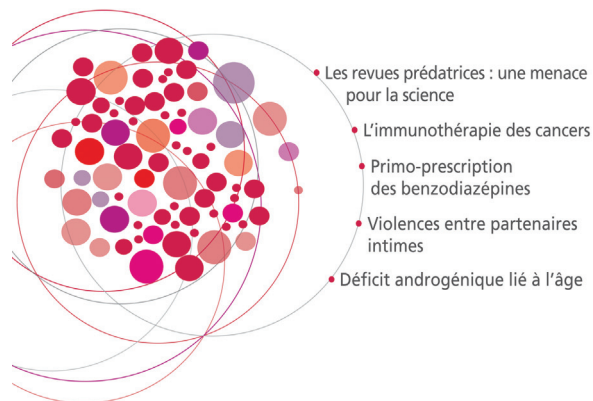 Les revues prédatrices : une menace
pour la science
L'immunothérapie des cancers
Primo-prescription
des benzodiazépines
Violences entre partenaires
intimes
Déficit androgénique lié à l'âge